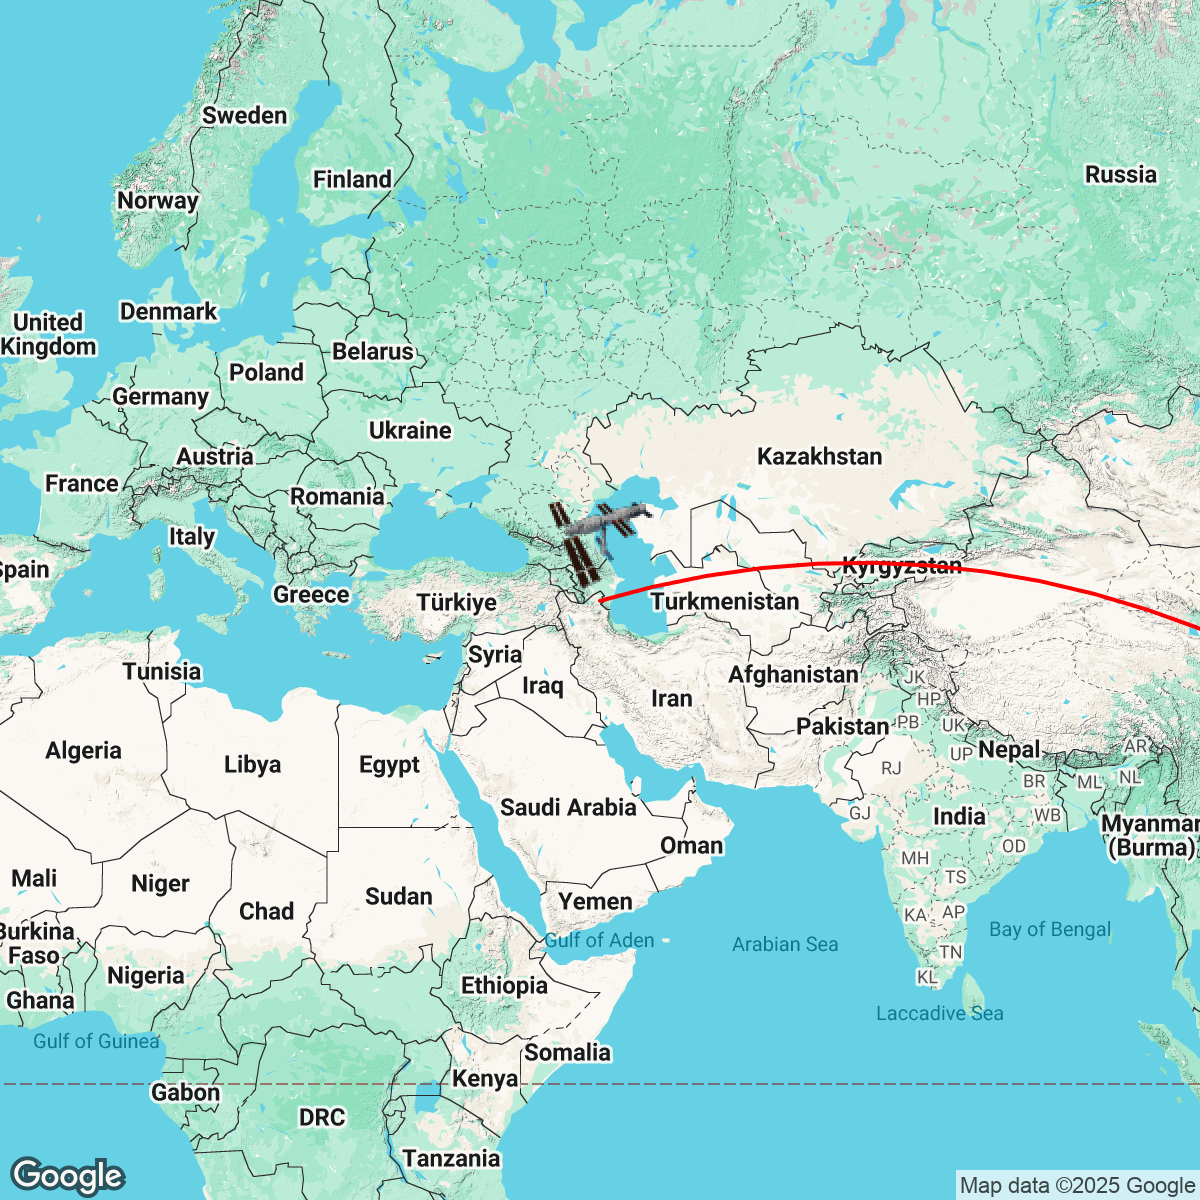 Sweden
Finland
Russia
Norway
Denmark
United
Kingdom
Belarus
Poland
Germany
Ukraine
Austria
Kazakhstan
France
Romania
Italy
Spain
Kyrgyzstan
Greece
Türkiye
Turkmenistan
Syria
Tunisia
Iraq
Iran
Afghanistan
JK
HP
Pakistan
PB
UK
Algeria
Libya
Egypt
UP
Nepal
AR
RJ
BR
ML
NL
Saudi Arabia
GJ
India
WB
Myanmar
(Burma)
Oman
OD
MH
TS
Mali
Niger
Chad
Sudan
Yemen
KA
AP
Burkina
Faso
Gulf of Aden
Arabian Sea
TN
Bay of Bengal
Nigeria
Ethiopia
KL
Ghana
Laccadive Sea
Gulf of Guinea
Somalia
Kenya
Gabon
DRC
Tanzania
Google
Map data ©2025 Google